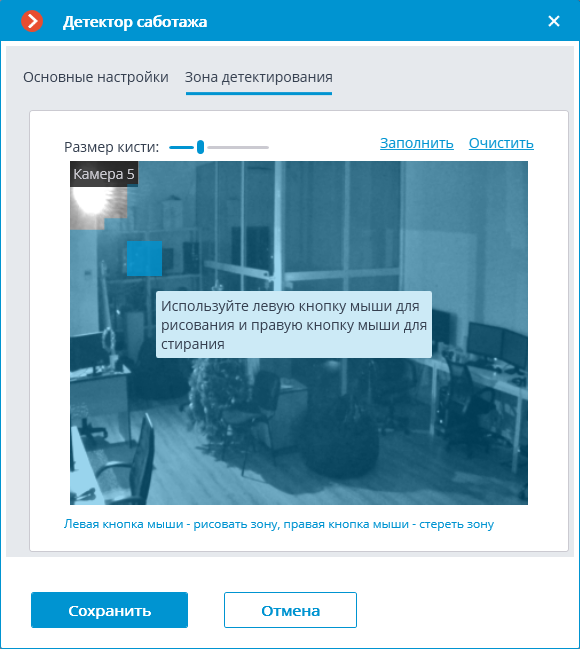 Детектор саботажа
Основные настройки Зона детектирования
Размер кисти: Заполнить Очистить
Камера 5
Используйте левую кнопку мыши для
рисования и правую кнопку мыши для
стирания
Левая кнопка мыши - рисовать зону, правая кнопка мыши - стереть зону
Сохранить Отмена